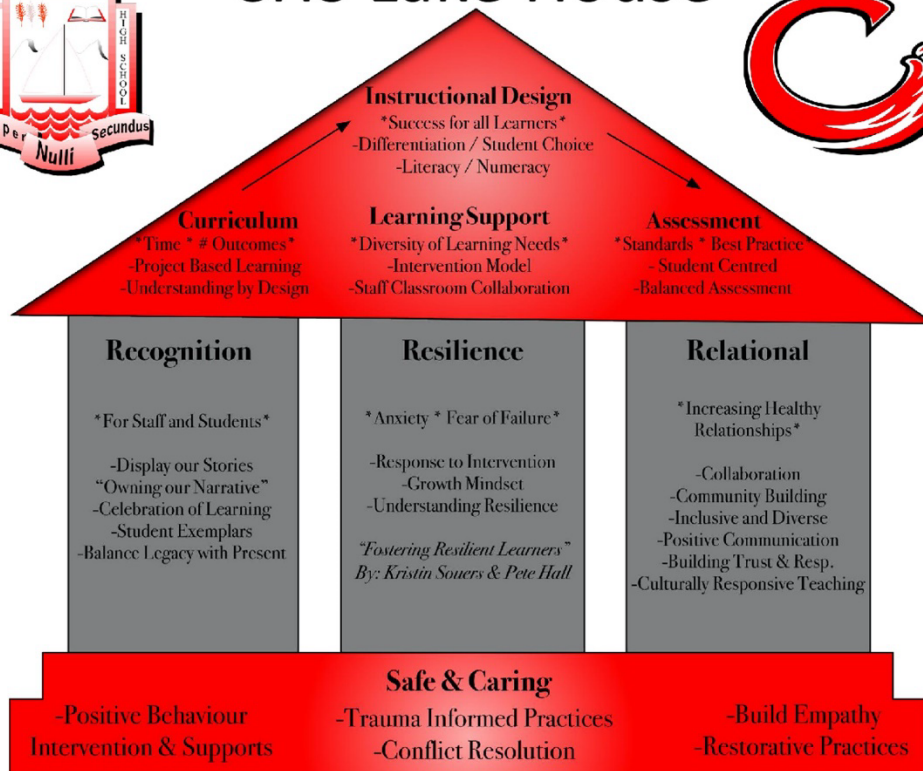 HIGH SCHOOL
per
Nulli
Secundus
Instructional Design
*Success for all Learners*
-Differentiation / Student Choice
-Literacy / Numeracy
Curriculum
*Time * # Outcomes*
-Project Based Learning
-Understanding by Design
Learning Support
*Diversity of Learning Needs*
-Intervention Model
-Staff Classroom Collaboration
Assessment
*Standards * Best Practice*
-Student Centred
-Balanced Assessment
Recognition
*For Staff and Students*
-Display our Stories
"Owning our Narrative"
-Celebration of Learning
-Student Exemplars
-Balance Legacy with Present
Resilience
*Anxiety * Fear of Failure*
-Response to Intervention
-Growth Mindset
-Understanding Resilience
"Fostering Resilient Learners"
By: Kristin Souers & Pete Hall
Relational
*Increasing Healthy
Relationships*
-Collaboration
-Community Building
-Inclusive and Diverse
-Positive Communication
-Building Trust & Resp.
-Culturally Responsive Teaching
Safe & Caring
-Positive Behaviour
Intervention & Supports
-Trauma Informed Practices
-Conflict Resolution
-Build Empathy
-Restorative Practices